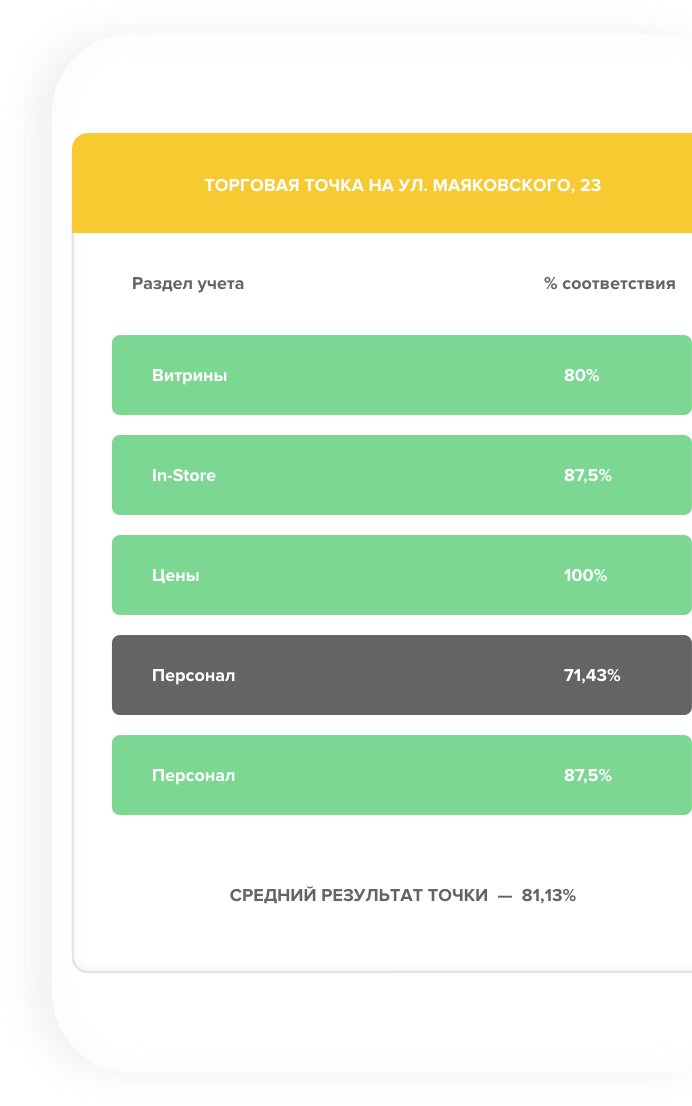 ТОРГОВАЯ ТОЧКА НА УЛ. МАЯКОВСКОГО, 23
Раздел учета % соответствия
Витрины 80%
In-Store 87,5%
Цены 100%
Персонал 71,43%
Персонал 87,5%
СРЕДНИЙ РЕЗУЛЬТАТ ТОЧКИ — 81,13%